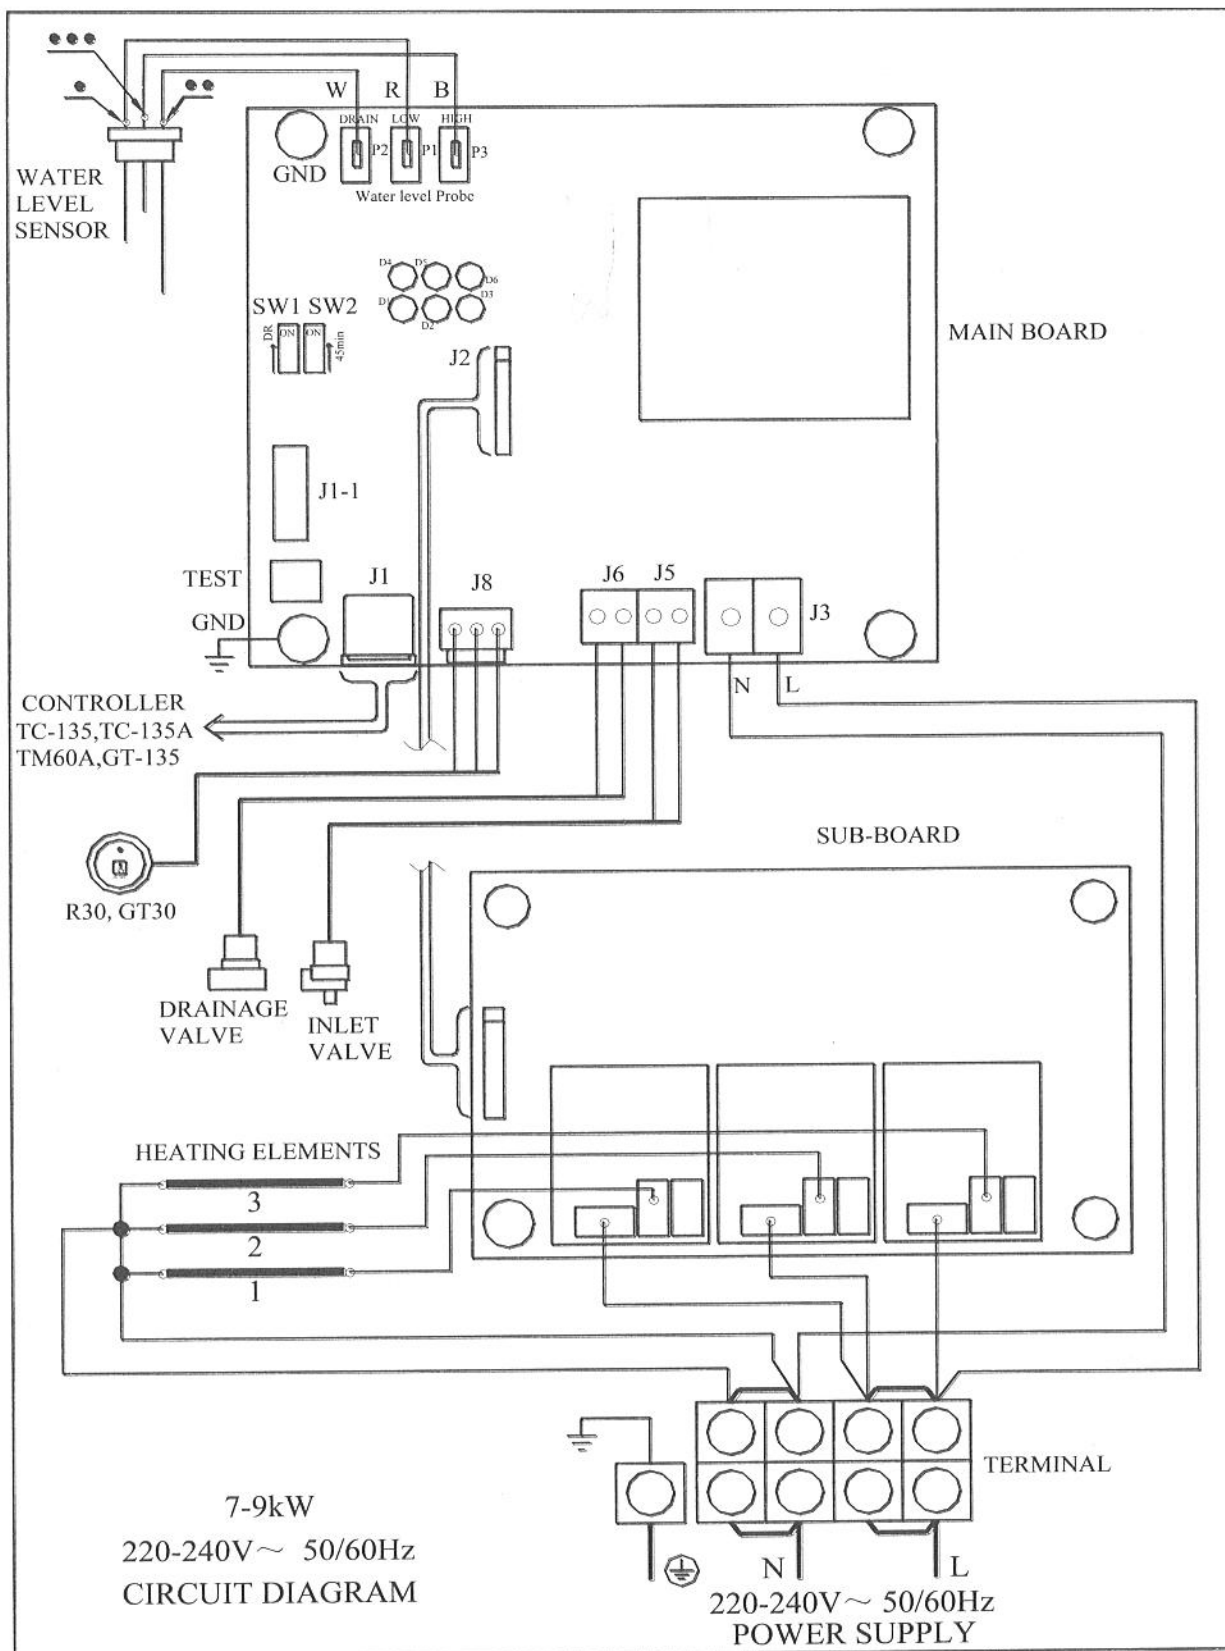 W R B
DRAIN LOW HIGH
P2 P1 P3
GND
Water level Probe
WATER
LEVEL
SENSOR
D4 D5 D6
D1 D2 D3
SW1 SW2
DR ON ON 45min
J2
MAIN BOARD
J1-1
TEST
J1 J8 J6 J5 J3
GND
N L
CONTROLLER
TC-135,TC-135A
TM60A,GT-135
SUB-BOARD
R30, GT30
DRAINAGE
VALVE
INLET
VALVE
HEATING ELEMENTS
3
2
1
TERMINAL
7-9kW
220-240V～ 50/60Hz
CIRCUIT DIAGRAM
N L
220-240V～ 50/60Hz
POWER SUPPLY